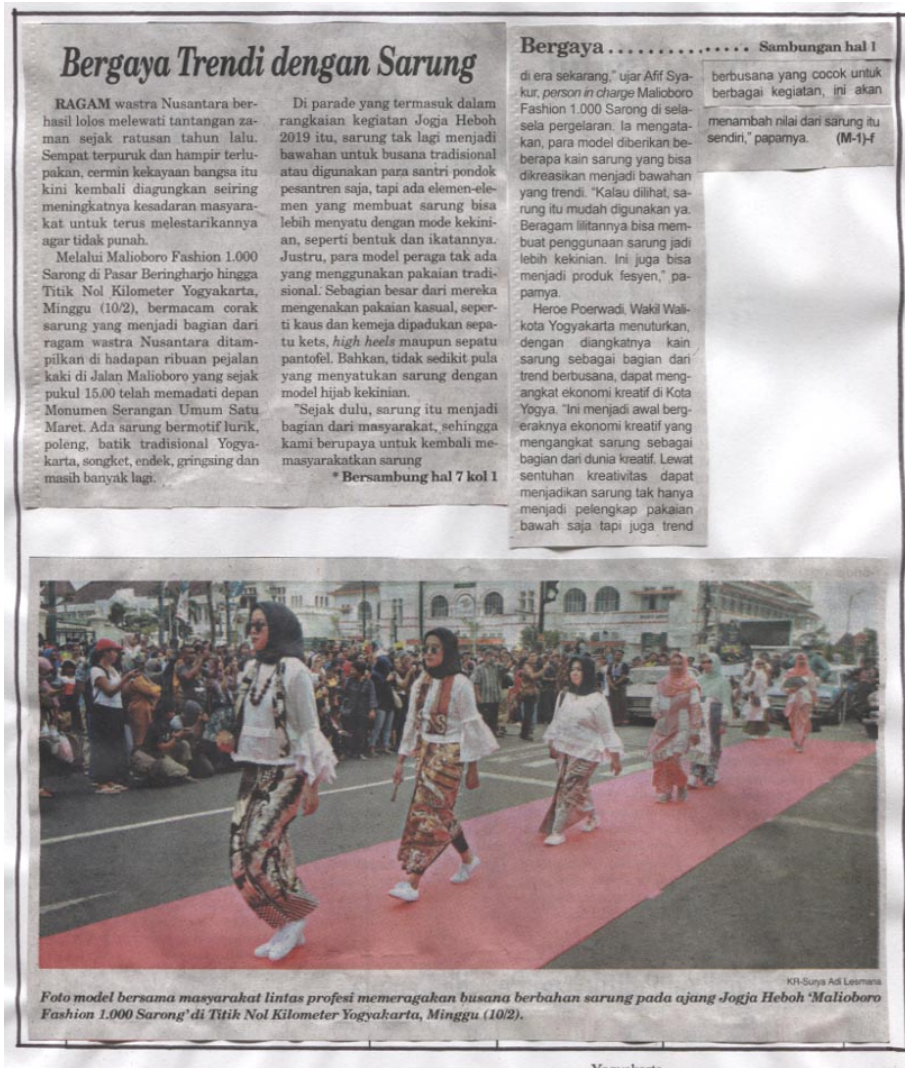 Bergaya Trendi dengan Sarung
RAGAM wastra Nusantara ber-
hasil lolos melewati tantangan za-
man sejak ratusan tahun lalu.
Sempat terpuruk dan hampir terlu-
pakan, cermin kekayaan bangsa itu
kini kembali diagungkan seiring
meningkatnya kesadaran masyara-
kat untuk terus melestarikannya
agar tidak punah.
Melalui Malioboro Fashion 1.000
Sarong di Pasar Beringharjo hingga
Titik Nol Kilometer Yogyakarta,
Minggu (10/2), bermacam corak
sarung yang menjadi bagian dari
ragam wastra Nusantara ditam-
pilkan di hadapan ribuan pejalan
kaki di Jalan Malioboro yang sejak
pukul 15.00 telah memadati depan
Monumen Serangan Umum Satu
Maret. Ada sarung bermotif lurik,
poleng, batik tradisional Yogya-
karta, songket, endek, gringsing dan
masih banyak lagi.
Di parade yang termasuk dalam
rangkaian kegiatan Jogja Heboh
2019 itu, sarung tak lagi menjadi
bawahan untuk busana tradisional
atau digunakan para santri pondok
pesantren saja, tapi ada elemen-ele-
men yang membuat sarung bisa
lebih menyatu dengan mode kekini-
an, seperti bentuk dan ikatannya.
Justru, para model peraga tak ada
yang menggunakan pakaian tradi-
sional. Sebagian besar dari mereka
mengenakan pakaian kasual, seper-
ti kaus dan kemeja dipadukan sepa-
tu kets, high heels maupun sepatu
pantofel. Bahkan, tidak sedikit pula
yang menyatukan sarung dengan
model hijab kekinian.
"Sejak dulu, sarung itu menjadi
bagian dari masyarakat, sehingga
kami berupaya untuk kembali me-
masyarakatkan sarung
* Bersambung hal 7 kol 1
Bergaya ............... Sambungan hal 1
di era sekarang," ujar Afif Sya-
kur, person in charge Malioboro
Fashion 1.000 Sarong di sela-
sela pergelaran. Ia mengata-
kan, para model diberikan be-
berapa kain sarung yang bisa
dikreasikan menjadi bawahan
yang trendi. "Kalau dilihat, sa-
rung itu mudah digunakan ya.
Beragam lilitannya bisa mem-
buat penggunaan sarung jadi
lebih kekinian. Ini juga bisa
menjadi produk fesyen," pa-
parnya.
Heroe Poerwadi, Wakil Wali-
kota Yogyakarta menuturkan,
dengan diangkatnya kain
sarung sebagai bagian dari
trend berbusana, dapat meng-
angkat ekonomi kreatif di Kota
Yogya. "Ini menjadi awal berg-
eraknya ekonomi kreatif yang
mengangkat sarung sebagai
bagian dari dunia kreatif. Lewat
sentuhan kreativitas dapat
menjadikan sarung tak hanya
menjadi pelengkap pakaian
bawah saja tapi juga trend
berbusana yang cocok untuk
berbagai kegiatan, ini akan
menambah nilai dari sarung itu
sendiri," paparnya. (M-1)-f
KR-Surya Adi Lesmana
Foto model bersama masyarakat lintas profesi memeragakan busana berbahan sarung pada ajang Jogja Heboh 'Malioboro
Fashion 1.000 Sarong' di Titik Nol Kilometer Yogyakarta, Minggu (10/2).